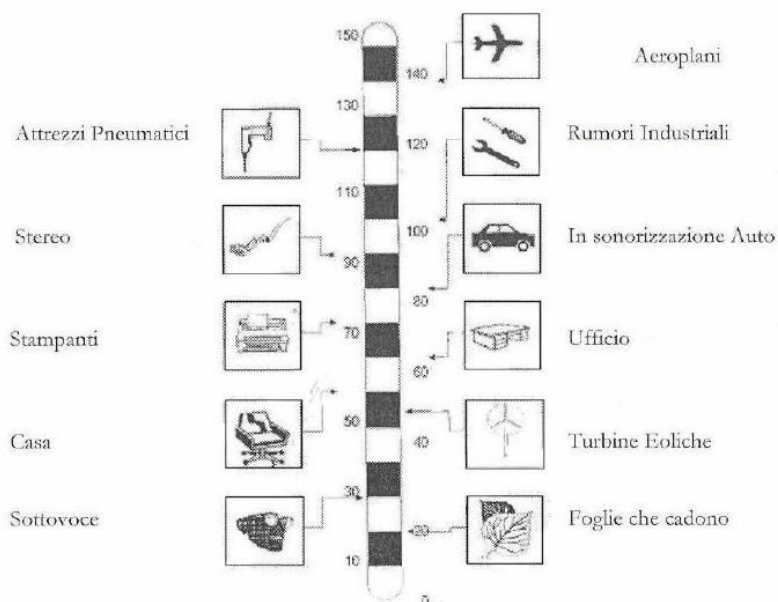 150
Aeroplani
140
130
Attrezzi Pneumatici
Rumori Industriali
120
110
Stereo
100
In sonorizzazione Auto
90
80
Stampanti
70
Ufficio
60
50
Casa
40
Turbine Eoliche
30
Sottovoce
Foglie che cadono
20
10
0